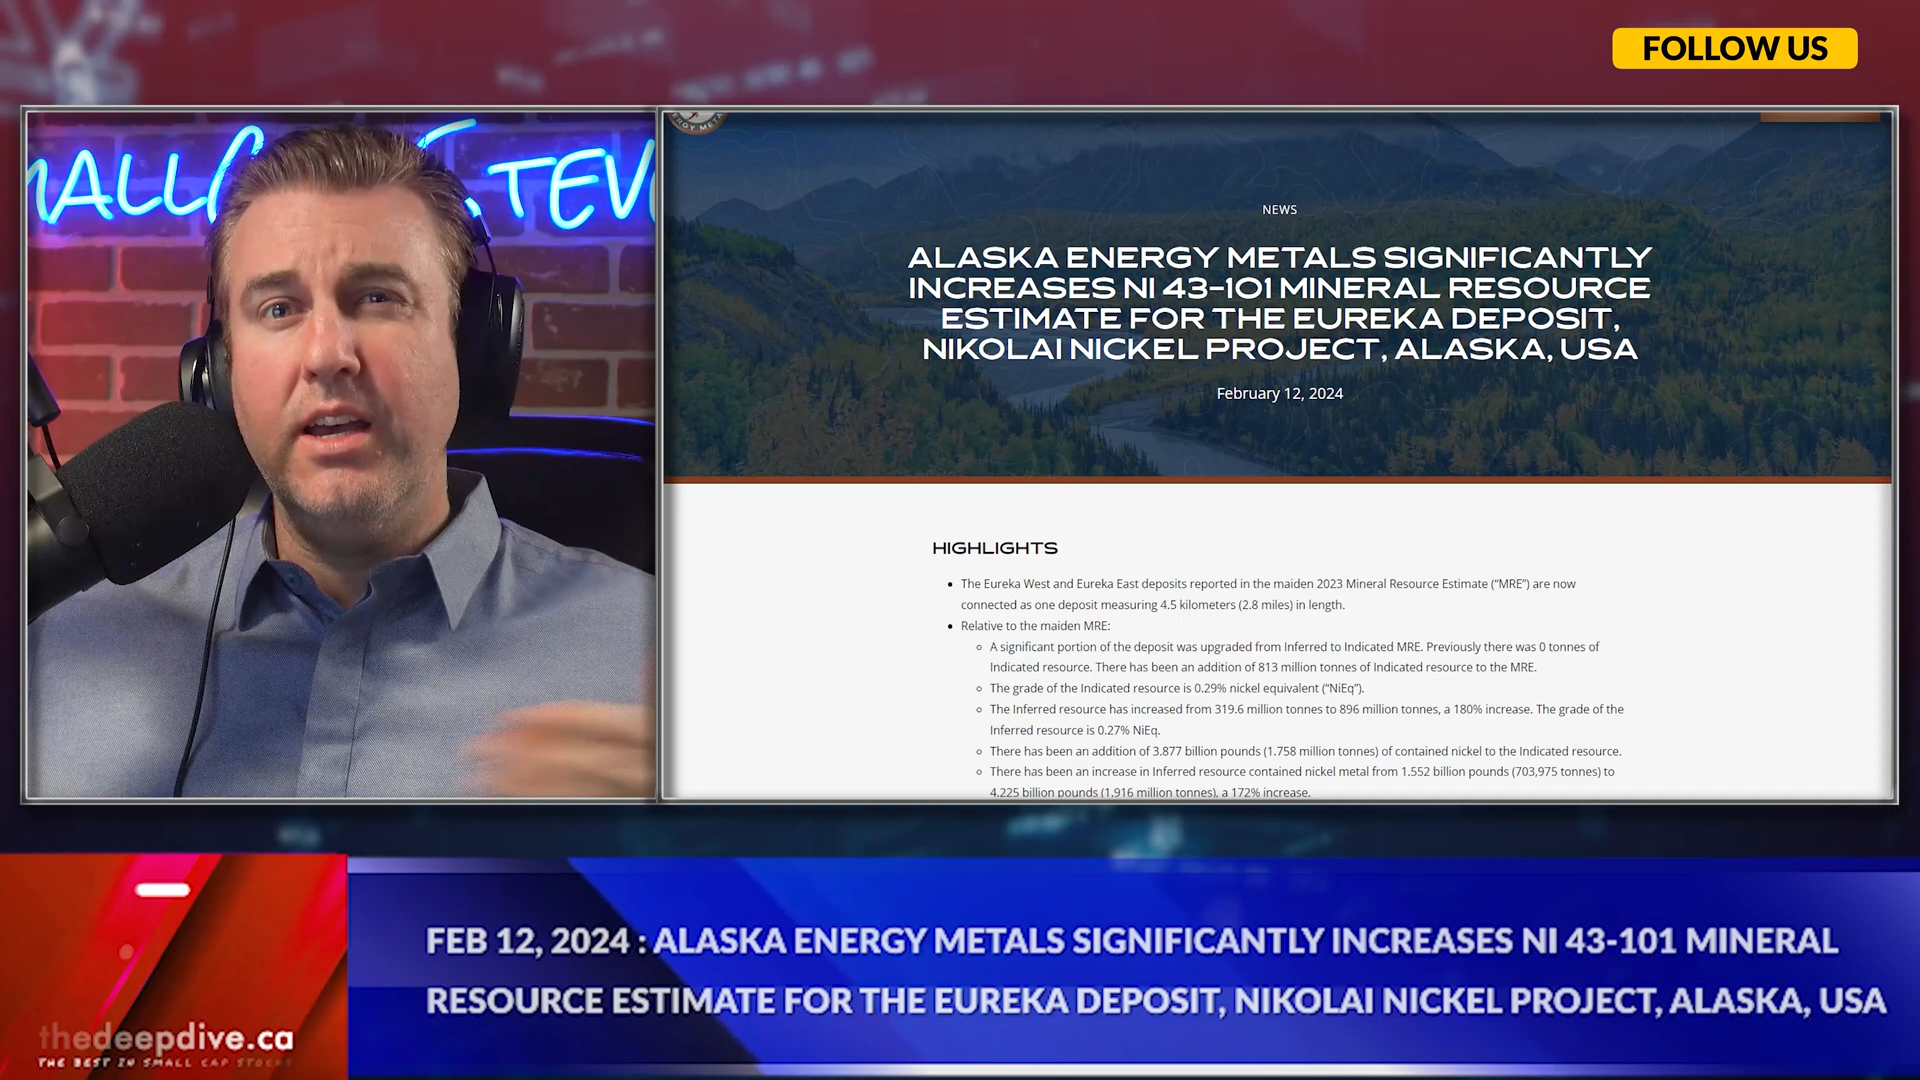 FOLLOW US
MALLC STEV
ERGY META
NEWS
ALASKA ENERGY METALS SIGNIFICANTLY
INCREASES NI 43-101 MINERAL RESOURCE
ESTIMATE FOR THE EUREKA DEPOSIT,
NIKOLAI NICKEL PROJECT, ALASKA, USA
February 12, 2024
HIGHLIGHTS
The Eureka West and Eureka East deposits reported in the maiden 2023 Mineral Resource Estimate (“MRE”) are now
connected as one deposit measuring 4.5 kilometers (2.8 miles) in length.
Relative to the maiden MRE:
A significant portion of the deposit was upgraded from Inferred to Indicated MRE. Previously there was 0 tonnes of
Indicated resource. There has been an addition of 813 million tonnes of Indicated resource to the MRE.
The grade of the Indicated resource is 0.29% nickel equivalent (“NiEq”).
The Inferred resource has increased from 319.6 million tonnes to 896 million tonnes, a 180% increase. The grade of the
Inferred resource is 0.27% NiEq.
There has been an addition of 3.877 billion pounds (1.758 million tonnes) of contained nickel to the Indicated resource.
There has been an increase in Inferred resource contained nickel metal from 1.552 billion pounds (703,975 tonnes) to
4.225 billion pounds (1.916 million tonnes), a 172% increase.
FEB 12, 2024 : ALASKA ENERGY METALS SIGNIFICANTLY INCREASES NI 43-101 MINERAL
RESOURCE ESTIMATE FOR THE EUREKA DEPOSIT, NIKOLAI NICKEL PROJECT, ALASKA, USA
thedeepdive.ca
THE BEST IN SMALL CAP STOCKS